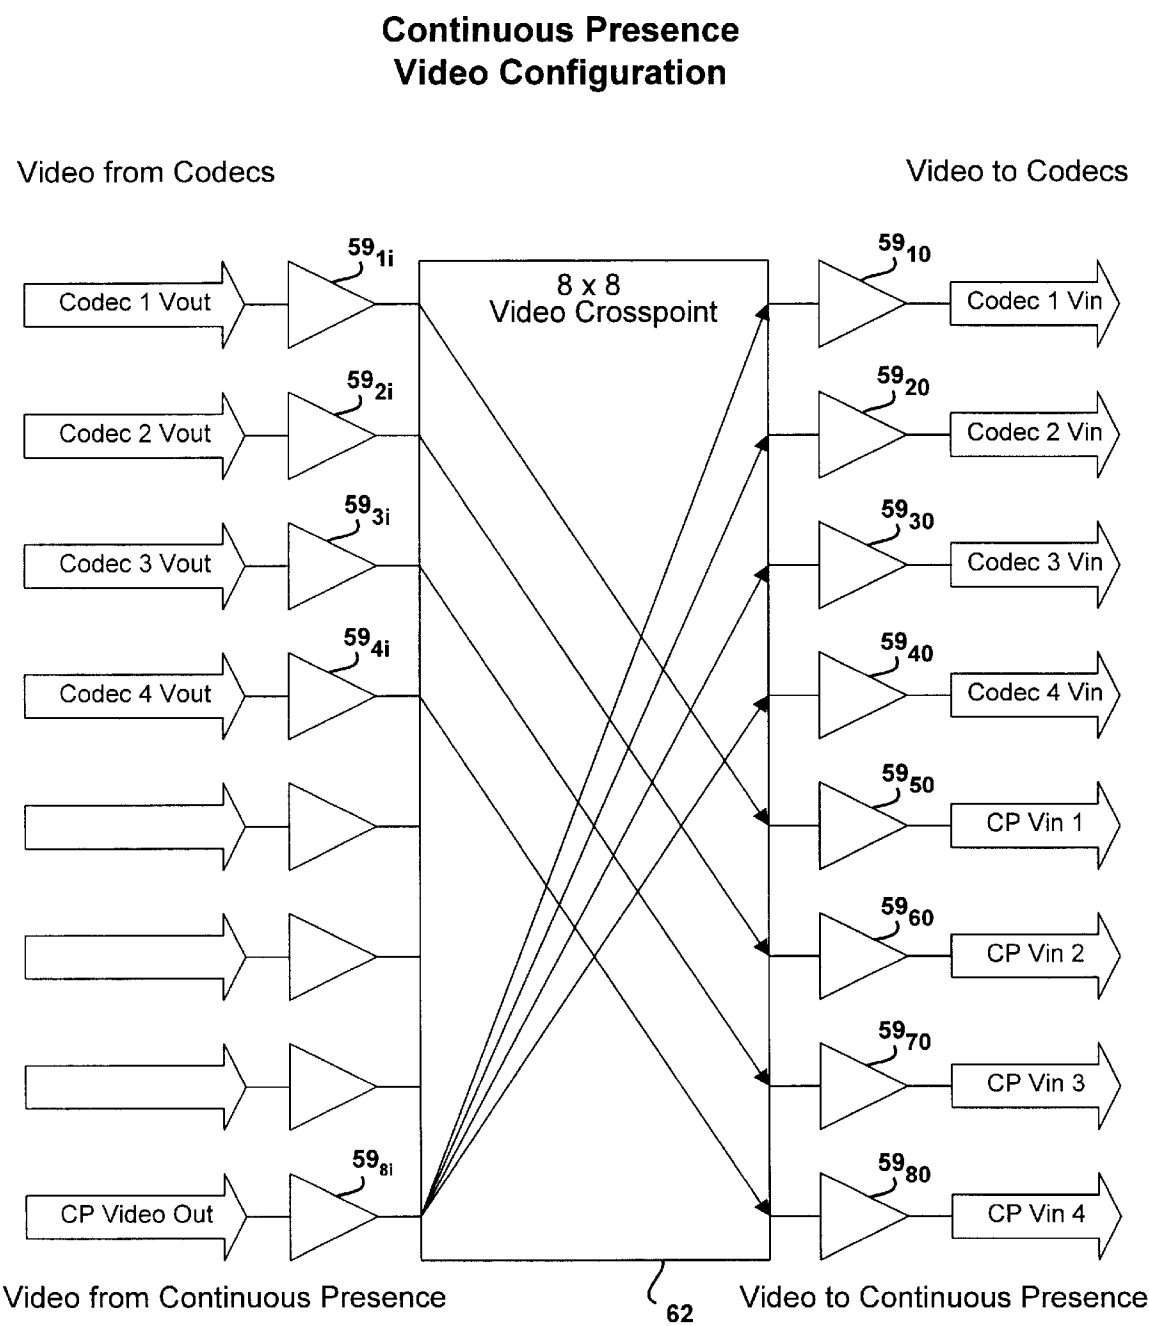 Continuous Presence
Video Configuration
Video from Codecs
Video to Codecs
59 1i
59 10
Codec 1 Vout
8 x 8
Video Crosspoint
Codec 1 Vin
59 2i
59 20
Codec 2 Vout
Codec 2 Vin
59 3i
59 30
Codec 3 Vout
Codec 3 Vin
59 4i
59 40
Codec 4 Vout
Codec 4 Vin
59 50
CP Vin 1
59 60
CP Vin 2
59 70
CP Vin 3
59 8i
59 80
CP Video Out
CP Vin 4
Video from Continuous Presence
62
Video to Continuous Presence